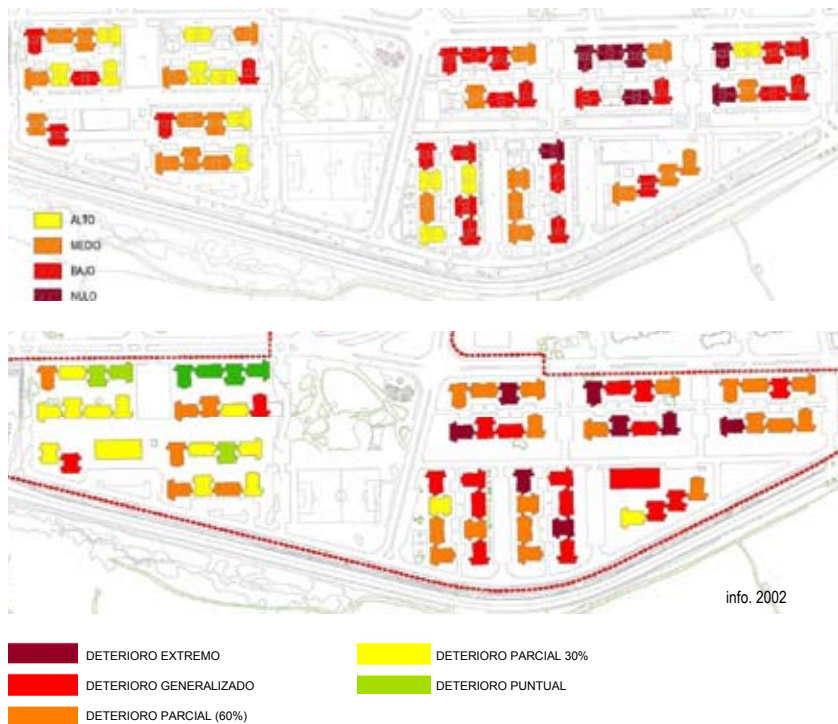 ALTO
MEDIO
BAJO
NULO
info. 2002
DETERIORO EXTREMO
DETERIORO PARCIAL 30%
DETERIORO GENERALIZADO
DETERIORO PUNTUAL
DETERIORO PARCIAL (60%)